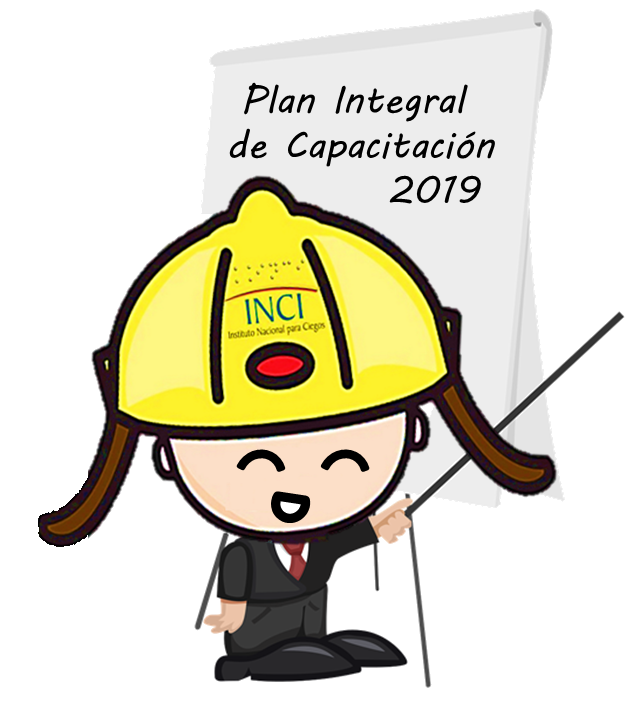 Plan Integral
de Capacitación
2019
INCI
Instituto Nacional para Ciegos